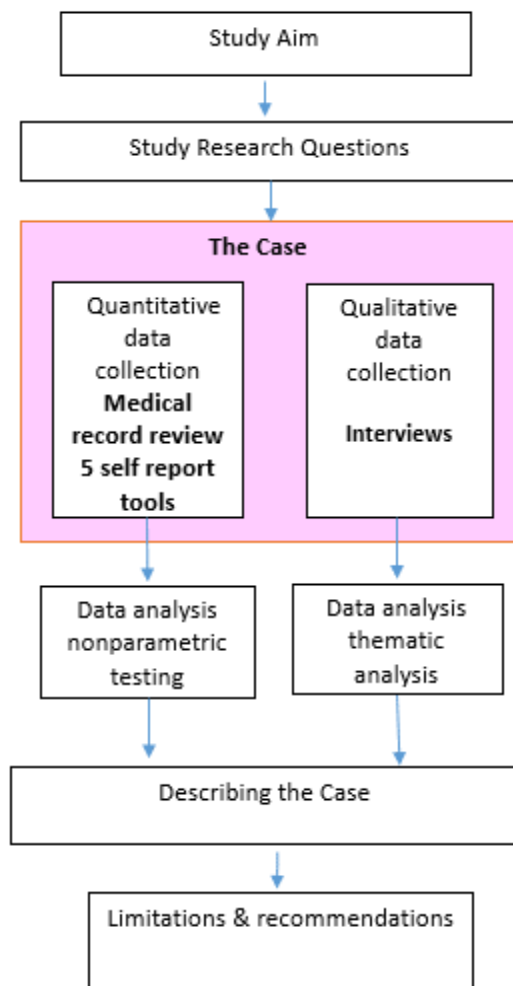 Study Aim
Study Research Questions
The Case
Quantitative
data
collection
Medical
record review
5 self report
tools
Qualitative
data
collection
Interviews
Data analysis
nonparametric
testing
Data analysis
thematic
analysis
Describing the Case
Limitations & recommendations